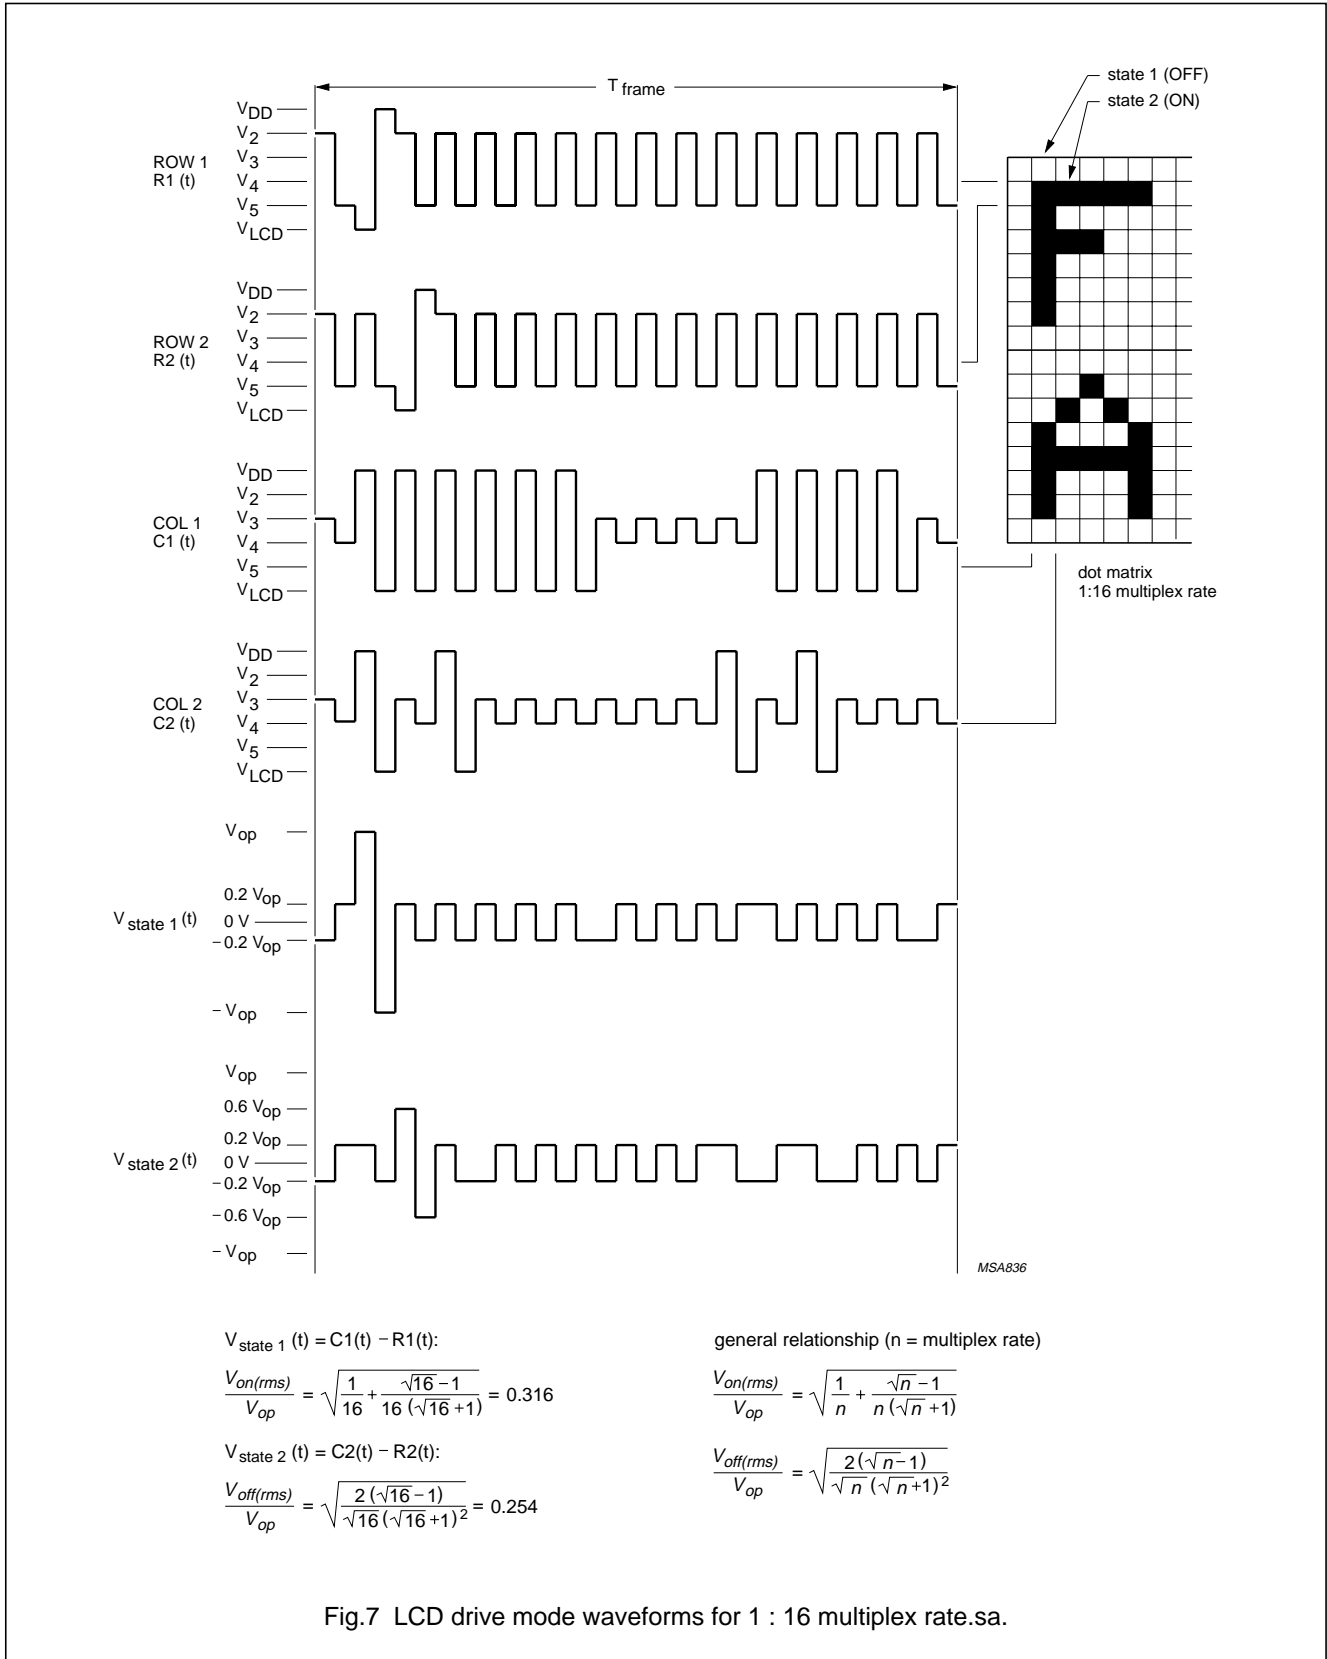 T frame
state 1 (OFF)
state 2 (ON)
ROW 1
R1 (t)
VDD
V2
V3
V4
V5
VLCD
ROW 2
R2 (t)
VDD
V2
V3
V4
V5
VLCD
COL 1
C1 (t)
VDD
V2
V3
V4
V5
VLCD
dot matrix
1:16 multiplex rate
COL 2
C2 (t)
VDD
V2
V3
V4
V5
VLCD
V state 1 (t)
Vop
0.2 Vop
0 V
−0.2 Vop
−Vop
V state 2 (t)
Vop
0.6 Vop
0.2 Vop
0 V
−0.2 Vop
−0.6 Vop
−Vop
MSA836
Vstate 1 (t) = C1(t) − R1(t):
Von(rms)/Vop = √(1/16 + (√16−1)/(16 (√16+1))) = 0.316
Vstate 2 (t) = C2(t) − R2(t):
Voff(rms)/Vop = √(2 (√16−1)/(√16 (√16+1)²)) = 0.254
general relationship (n = multiplex rate)
Von(rms)/Vop = √(1/n + (√n−1)/(n (√n+1)))
Voff(rms)/Vop = √(2 (√n−1)/(√n (√n+1)²))
Fig.7 LCD drive mode waveforms for 1 : 16 multiplex rate.sa.